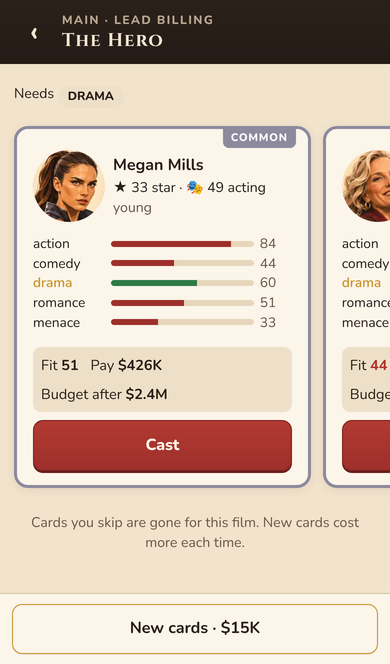 MAIN · LEAD BILLING
The Hero
Needs DRAMA
COMMON
Megan Mills
★ 33 star · 🎭 49 acting
young
action 84
comedy 44
drama 60
romance 51
menace 33
Fit 51 Pay $426K
Budget after $2.4M
Cast
action
comedy
drama
romance
menace
Fit 44
Budge
Cards you skip are gone for this film. New cards cost
more each time.
New cards · $15K